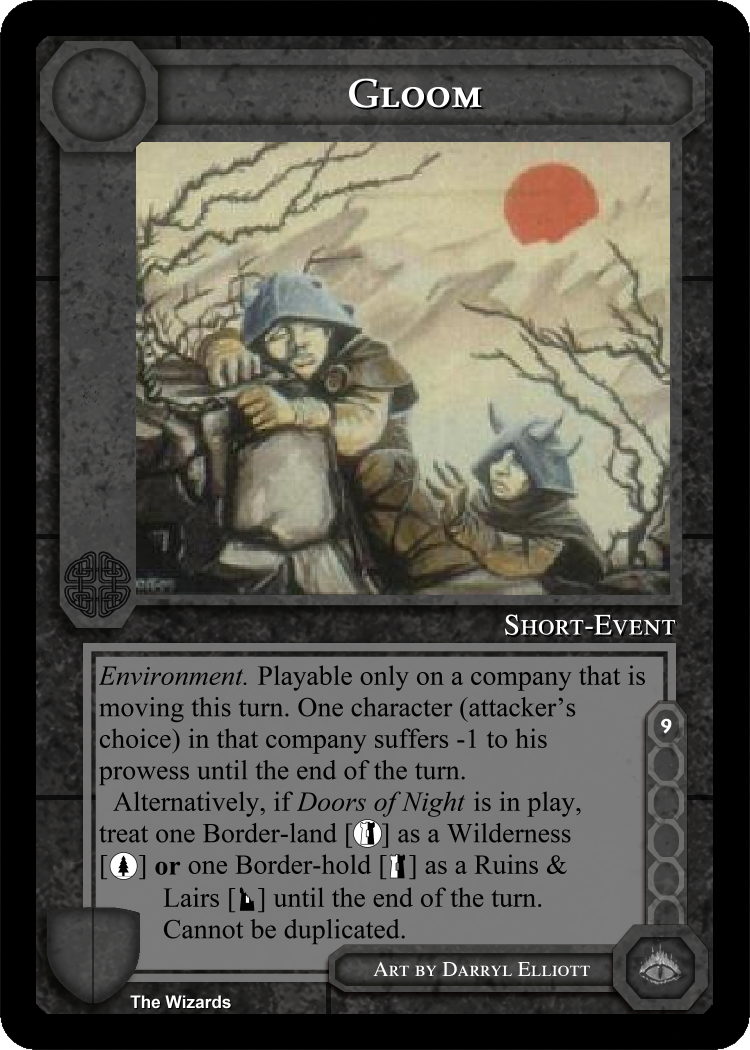 Gloom
Short-Event
Environment. Playable only on a company that is
moving this turn. One character (attacker's
choice) in that company suffers -1 to his
prowess until the end of the turn.
Alternatively, if Doors of Night is in play,
treat one Border-land [] as a Wilderness
[] or one Border-hold [] as a Ruins &
Lairs [] until the end of the turn.
Cannot be duplicated.
9
Art by Darryl Elliott
The Wizards